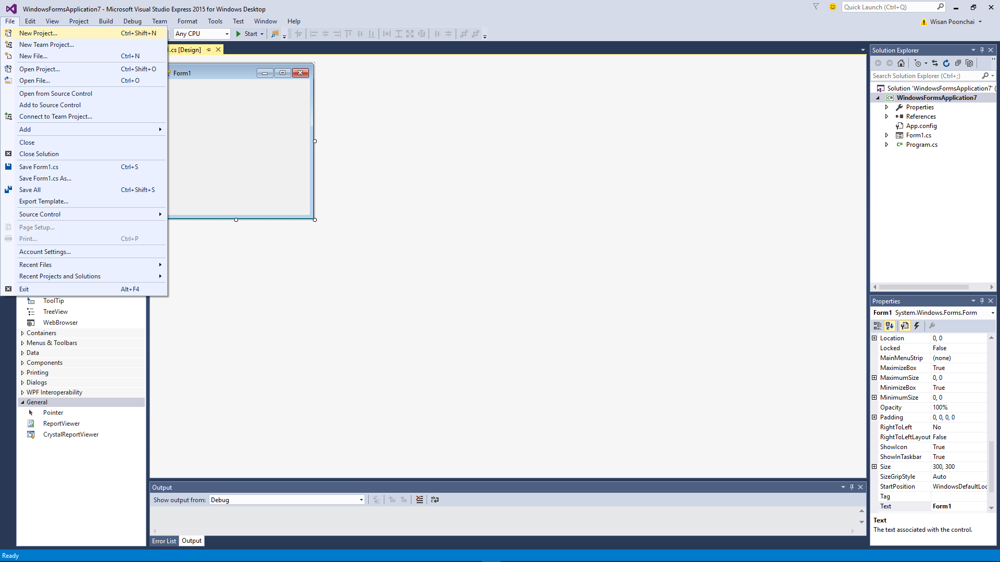 WindowsFormsApplication7 - Microsoft Visual Studio Express 2015 for Windows Desktop
Quick Launch (Ctrl+Q)
File Edit View Project Build Debug Team Format Tools Test Window Help
Wisan Poonchai
Any CPU Start
New Project... Ctrl+Shift+N
New Team Project...
New File... Ctrl+N
Open Project... Ctrl+Shift+O
Open File... Ctrl+O
Open from Source Control
Add to Source Control
Connect to Team Project...
Add
Close
Close Solution
Save Form1.cs Ctrl+S
Save Form1.cs As...
Save All Ctrl+Shift+S
Export Template...
Source Control
Page Setup...
Print... Ctrl+P
Account Settings...
Recent Files
Recent Projects and Solutions
Exit Alt+F4
ToolTip
TreeView
WebBrowser
Containers
Menus & Toolbars
Data
Components
Printing
Dialogs
WPF Interoperability
General
Pointer
ReportViewer
CrystalReportViewer
.cs [Design]
Form1
Output
Show output from: Debug
Error List Output
Solution Explorer
Search Solution Explorer (Ctrl+;)
Solution 'WindowsFormsApplication7' (
C# WindowsFormsApplication7
Properties
References
App.config
Form1.cs
C# Program.cs
Properties
Form1 System.Windows.Forms.Form
Location 0, 0
Locked False
MainMenuStrip (none)
MaximizeBox True
MaximumSize 0, 0
MinimizeBox True
MinimumSize 0, 0
Opacity 100%
Padding 0, 0, 0, 0
RightToLeft No
RightToLeftLayout False
ShowIcon True
ShowInTaskbar True
Size 300, 300
SizeGripStyle Auto
StartPosition WindowsDefaultLoc
Tag
Text Form1
Text
The text associated with the control.
Ready